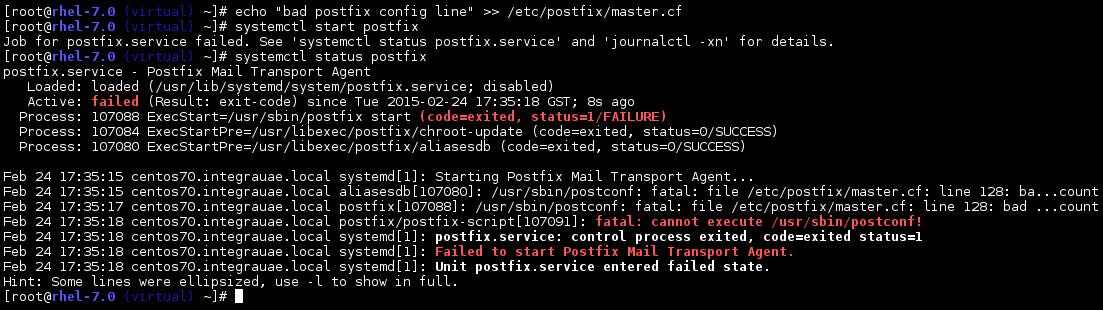 [root@rhel-7.0 (virtual) ~]# echo "bad postfix config line" >> /etc/postfix/master.cf
[root@rhel-7.0 (virtual) ~]# systemctl start postfix
Job for postfix.service failed. See 'systemctl status postfix.service' and 'journalctl -xn' for details.
[root@rhel-7.0 (virtual) ~]# systemctl status postfix
postfix.service - Postfix Mail Transport Agent
   Loaded: loaded (/usr/lib/systemd/system/postfix.service; disabled)
   Active: failed (Result: exit-code) since Tue 2015-02-24 17:35:18 GST; 8s ago
  Process: 107088 ExecStart=/usr/sbin/postfix start (code=exited, status=1/FAILURE)
  Process: 107084 ExecStartPre=/usr/libexec/postfix/chroot-update (code=exited, status=0/SUCCESS)
  Process: 107080 ExecStartPre=/usr/libexec/postfix/aliasesdb (code=exited, status=0/SUCCESS)
Feb 24 17:35:15 centos70.integrauae.local systemd[1]: Starting Postfix Mail Transport Agent...
Feb 24 17:35:15 centos70.integrauae.local aliasesdb[107080]: /usr/sbin/postconf: fatal: file /etc/postfix/master.cf: line 128: ba...count
Feb 24 17:35:17 centos70.integrauae.local postfix[107088]: /usr/sbin/postconf: fatal: file /etc/postfix/master.cf: line 128: bad ...count
Feb 24 17:35:18 centos70.integrauae.local postfix/postfix-script[107091]: fatal: cannot execute /usr/sbin/postconf!
Feb 24 17:35:18 centos70.integrauae.local systemd[1]: postfix.service: control process exited, code=exited status=1
Feb 24 17:35:18 centos70.integrauae.local systemd[1]: Failed to start Postfix Mail Transport Agent.
Feb 24 17:35:18 centos70.integrauae.local systemd[1]: Unit postfix.service entered failed state.
Hint: Some lines were ellipsized, use -l to show in full.
[root@rhel-7.0 (virtual) ~]#